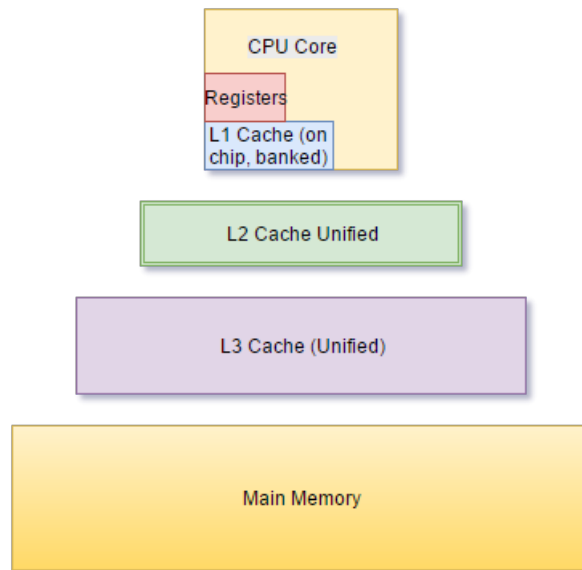 CPU Core
Registers
L1 Cache (on
chip, banked)
L2 Cache Unified
L3 Cache (Unified)
Main Memory